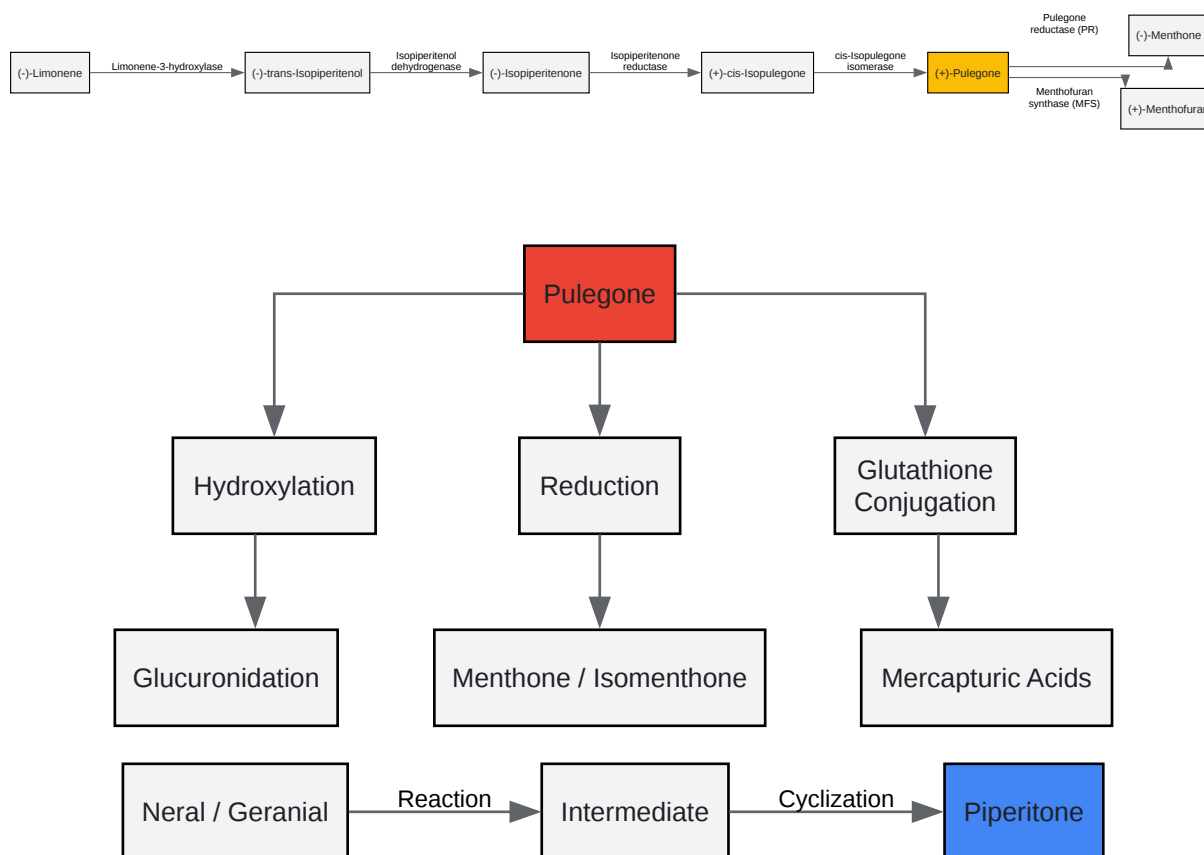 Pulegone
reductase (PR)
(-)-Menthone
(-)-Limonene
Limonene-3-hydroxylase
(-)-trans-Isopiperitenol
Isopiperitenol
dehydrogenase
(-)-Isopiperitenone
Isopiperitenone
reductase
(+)-cis-Isopulegone
cis-Isopulegone
isomerase
(+)-Pulegone
Menthofuran
synthase (MFS)
(+)-Menthofuran
Pulegone
Hydroxylation
Reduction
Glutathione
Conjugation
Glucuronidation
Menthone / Isomenthone
Mercapturic Acids
Neral / Geranial
Reaction
Intermediate
Cyclization
Piperitone